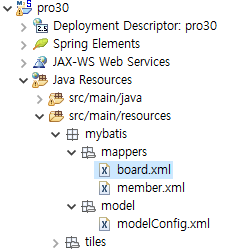 pro30
Deployment Descriptor: pro30
Spring Elements
JAX-WS Web Services
Java Resources
src/main/java
src/main/resources
mybatis
mappers
board.xml
member.xml
model
modelConfig.xml
tiles